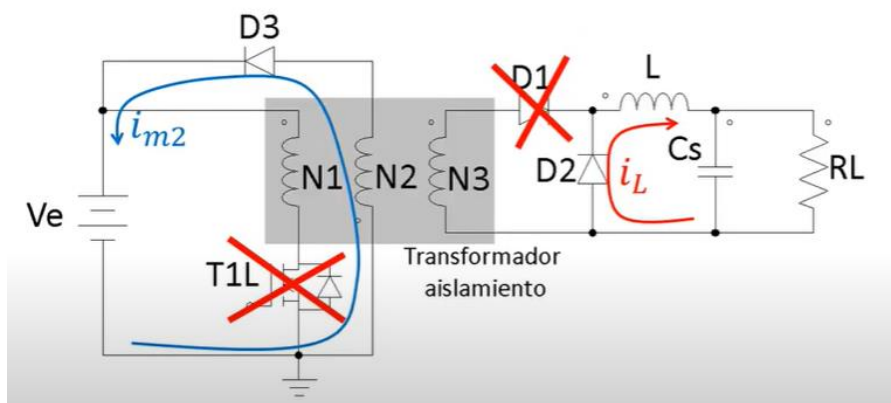 D3
D1
L
i_m2
N1
N2
N3
D2
i_L
Cs
RL
Ve
T1L
Transformador
aislamiento